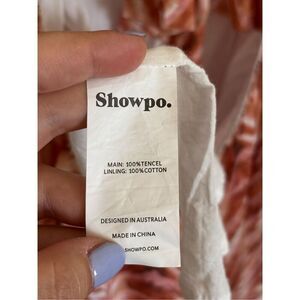 Showpo.
MAIN: 100%TENCEL
LINLING: 100%COTTON
DESIGNED IN AUSTRALIA
MADE IN CHINA
SHOWPO.COM